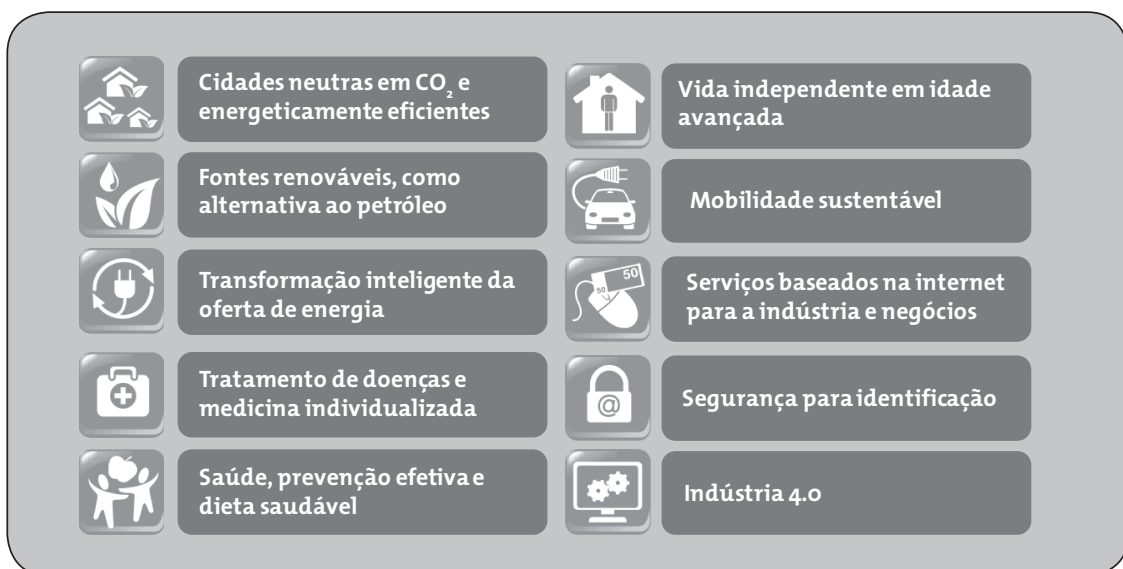 Cidades neutras em CO₂ e
energeticamente eficientes
Fontes renováveis, como
alternativa ao petróleo
Transformação inteligente da
oferta de energia
Tratamento de doenças e
medicina individualizada
Saúde, prevenção efetiva e
dieta saudável
Vida independente em idade
avançada
Mobilidade sustentável
50
50
Serviços baseados na internet
para a indústria e negócios
@
Segurança para identificação
Indústria 4.0